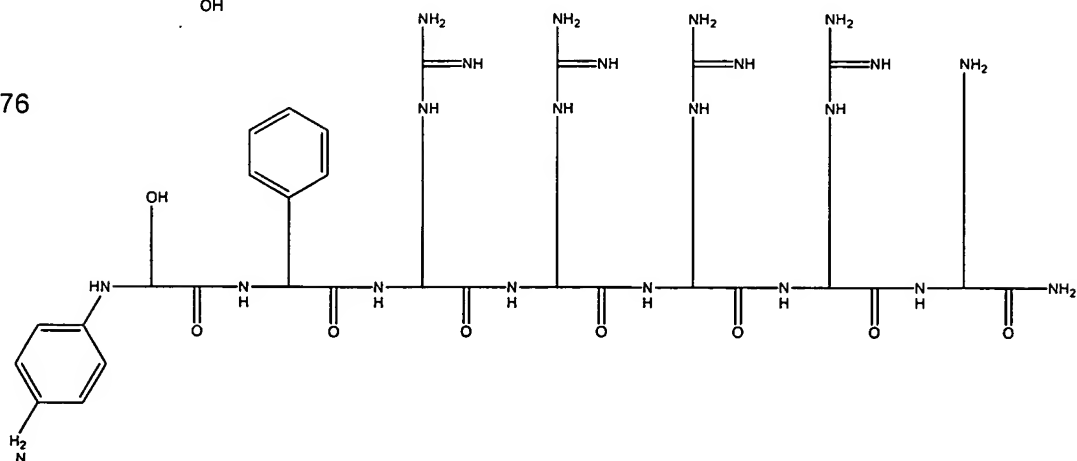 OH
NH2 NH2 NH2 NH2
NH NH NH NH NH2
76
NH NH NH NH
OH
HN N H N H N H N H N H N H NH2
O O O O O O O
H2
N